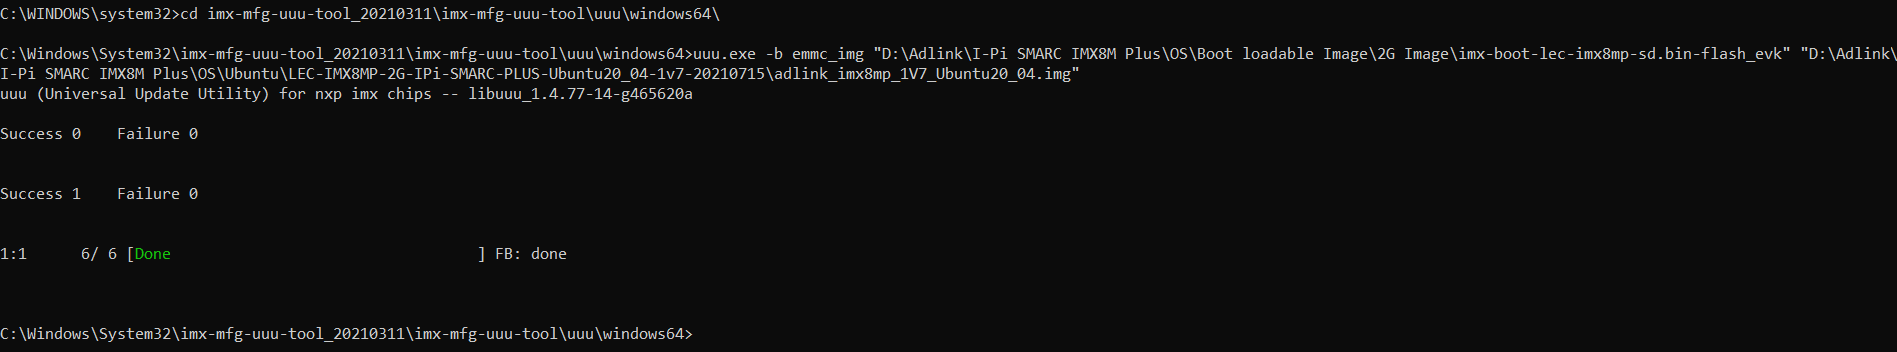 C:\WINDOWS\system32>cd imx-mfg-uuu-tool_20210311\imx-mfg-uuu-tool\uuu\windows64\
C:\Windows\System32\imx-mfg-uuu-tool_20210311\imx-mfg-uuu-tool\uuu\windows64>uuu.exe -b emmc_img "D:\Adlink\I-Pi SMARC IMX8M Plus\OS\Boot loadable Image\2G Image\imx-boot-lec-imx8mp-sd.bin-flash_evk" "D:\Adlink\
I-Pi SMARC IMX8M Plus\OS\Ubuntu\LEC-IMX8MP-2G-IPi-SMARC-PLUS-Ubuntu20_04-1v7-20210715\adlink_imx8mp_1V7_Ubuntu20_04.img"
uuu (Universal Update Utility) for nxp imx chips -- libuuu_1.4.77-14-g465620a
Success 0    Failure 0
Success 1    Failure 0
1:1      6/ 6 [Done                                  ] FB: done
C:\Windows\System32\imx-mfg-uuu-tool_20210311\imx-mfg-uuu-tool\uuu\windows64>